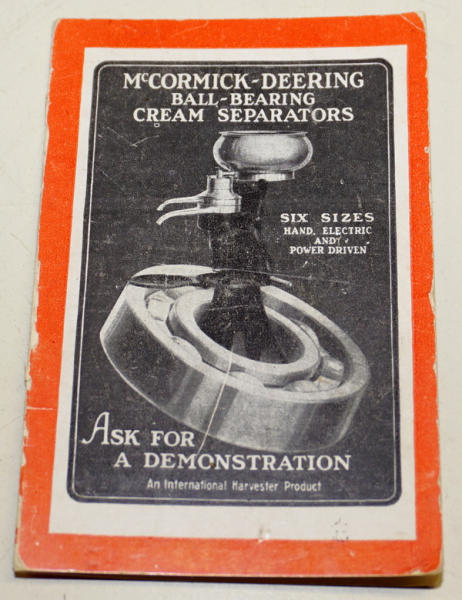 McCORMICK-DEERING
BALL-BEARING
CREAM SEPARATORS
SIX SIZES
HAND, ELECTRIC
AND
POWER DRIVEN
ASK FOR
A DEMONSTRATION
An International Harvester Product